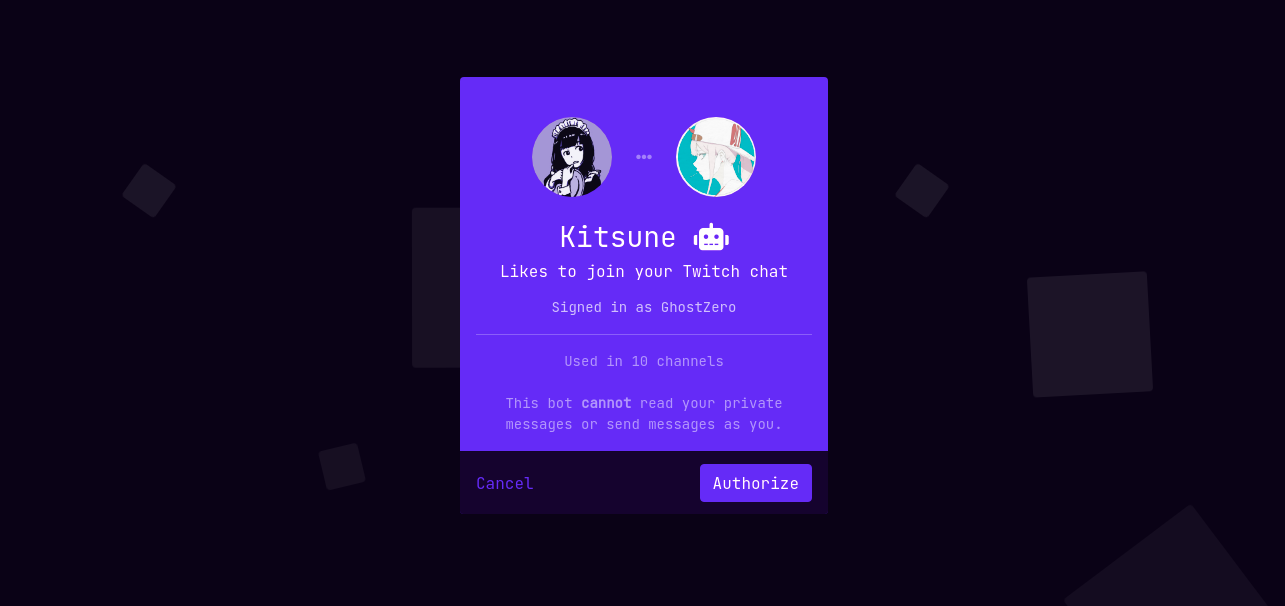 Kitsune
Likes to join your Twitch chat
Signed in as GhostZero
Used in 10 channels
This bot cannot read your private
messages or send messages as you.
Cancel
Authorize